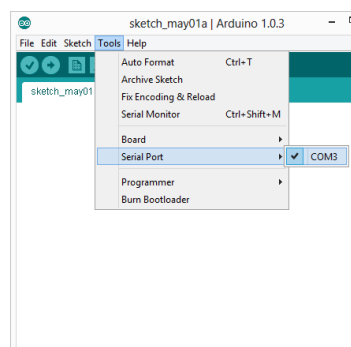 sketch_may01a | Arduino 1.0.3
File Edit Sketch Tools Help
sketch_may01
Auto Format Ctrl+T
Archive Sketch
Fix Encoding & Reload
Serial Monitor Ctrl+Shift+M
Board
Serial Port
COM3
Programmer
Burn Bootloader